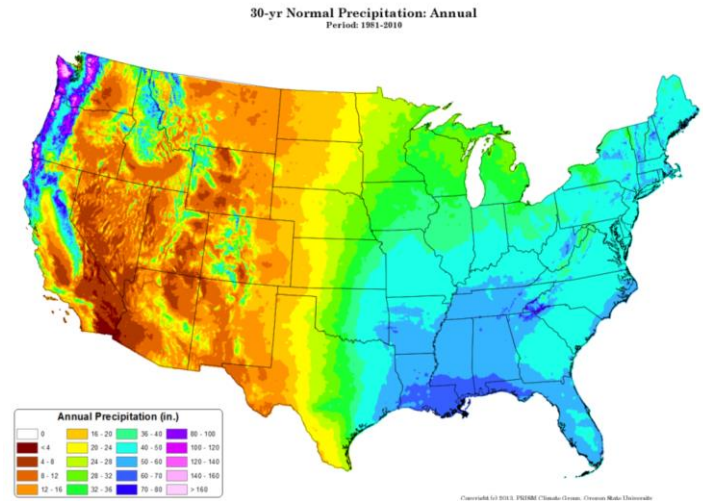 30-yr Normal Precipitation: Annual
Period: 1981-2010
Annual Precipitation (in.)
0
< 4
4 - 8
8 - 12
12 - 16
16 - 20
20 - 24
24 - 28
28 - 32
32 - 36
36 - 40
40 - 50
50 - 60
60 - 70
70 - 80
80 - 100
100 - 120
120 - 140
140 - 160
> 160
Copyright (c) 2013, PRISM Climate Group, Oregon State University